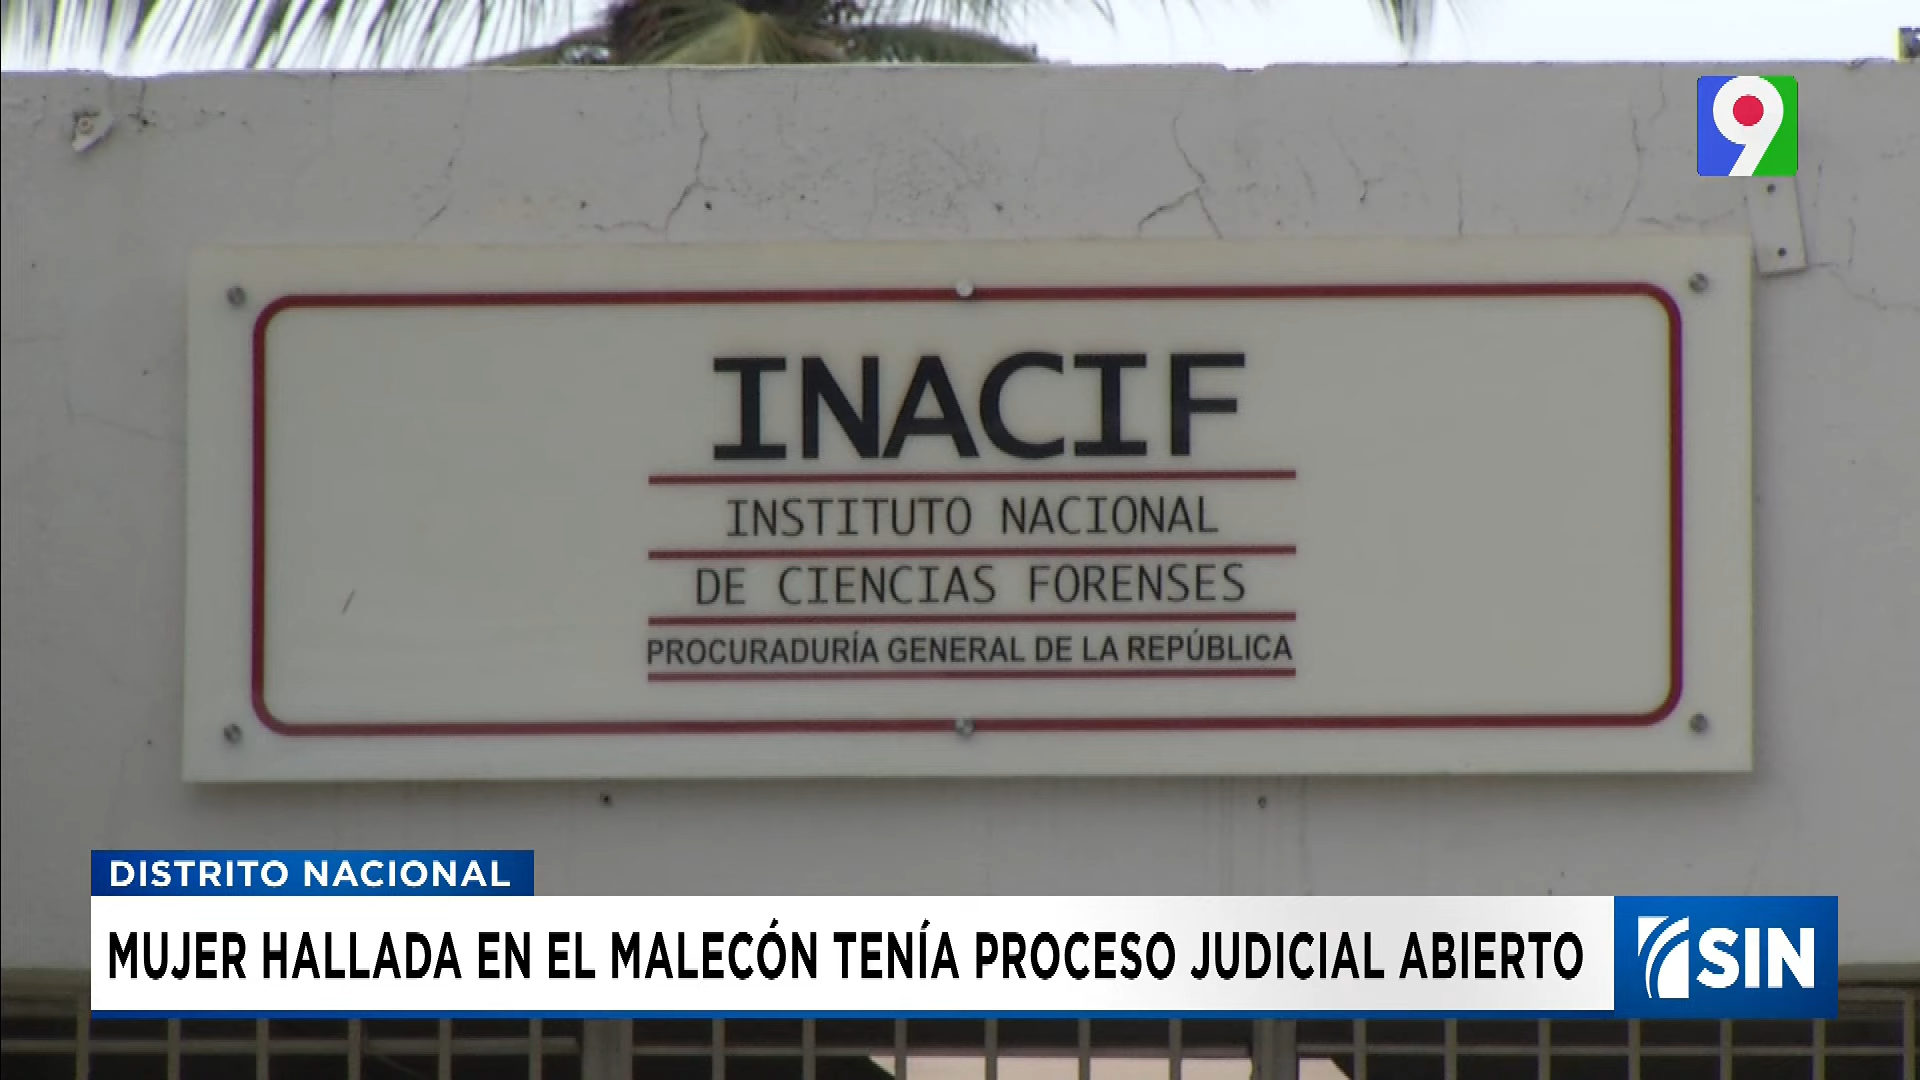 9
INACIF
INSTITUTO NACIONAL
DE CIENCIAS FORENSES
PROCURADURÍA GENERAL DE LA REPÚBLICA
DISTRITO NACIONAL
MUJER HALLADA EN EL MALECÓN TENÍA PROCESO JUDICIAL ABIERTO
SIN